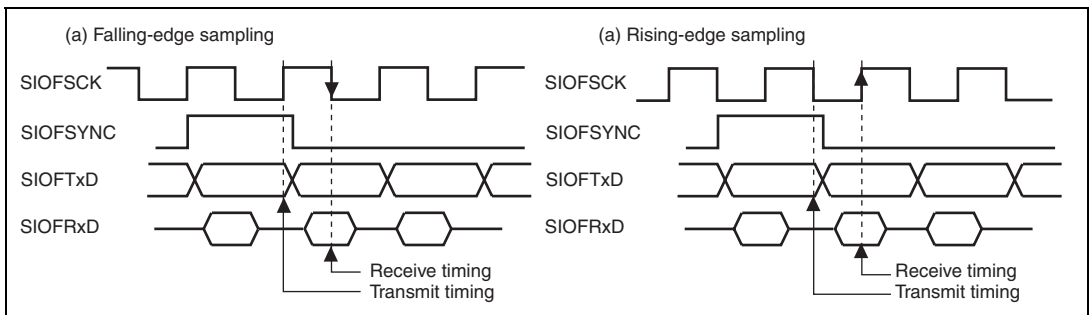 (a) Falling-edge sampling
SIOFSCK
SIOFSYNC
SIOFTxD
SIOFRxD
Receive timing
Transmit timing
(a) Rising-edge sampling
SIOFSCK
SIOFSYNC
SIOFTxD
SIOFRxD
Receive timing
Transmit timing